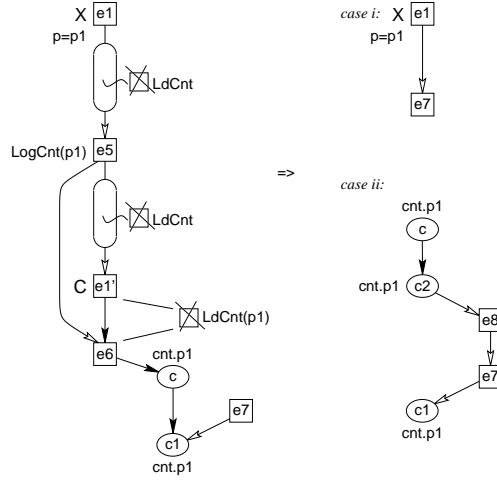 X e1
p=p1
LdCnt
e5
LogCnt(p1)
LdCnt
C e1'
LdCnt(p1)
e6
cnt.p1
c
e7
c1
cnt.p1
=>
case i: X e1
p=p1
e7
case ii:
cnt.p1
c
cnt.p1 c2
e8
e7
c1
cnt.p1